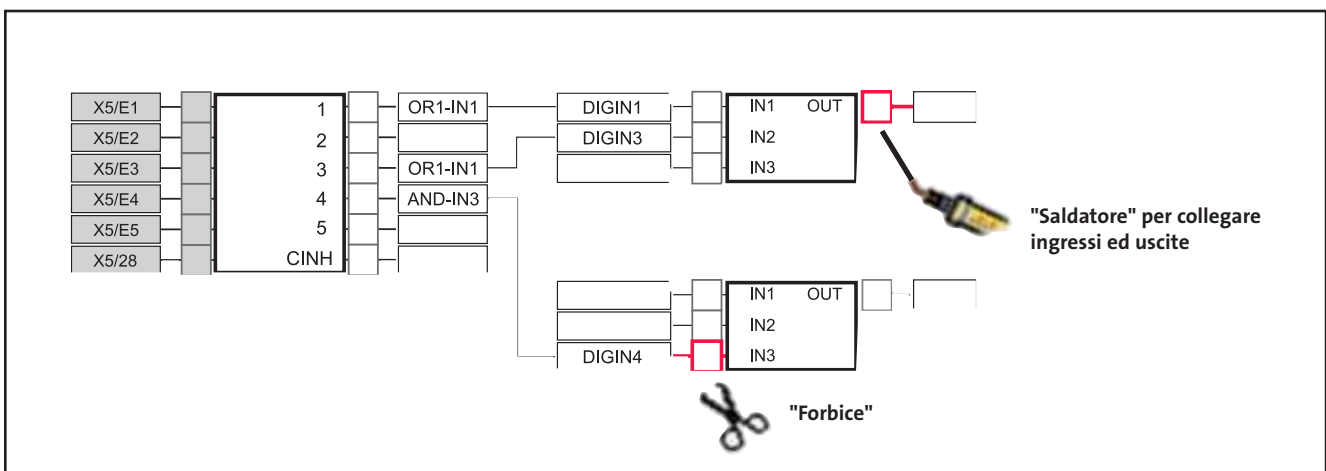 X5/E1 1 OR1-IN1 DIGIN1 IN1 OUT
X5/E2 2 DIGIN3 IN2
X5/E3 3 OR1-IN1 IN3
X5/E4 4 AND-IN3
X5/E5 5
X5/28 CINH
"Saldatore" per collegare
ingressi ed uscite
IN1 OUT
IN2
DIGIN4 IN3
"Forbice"